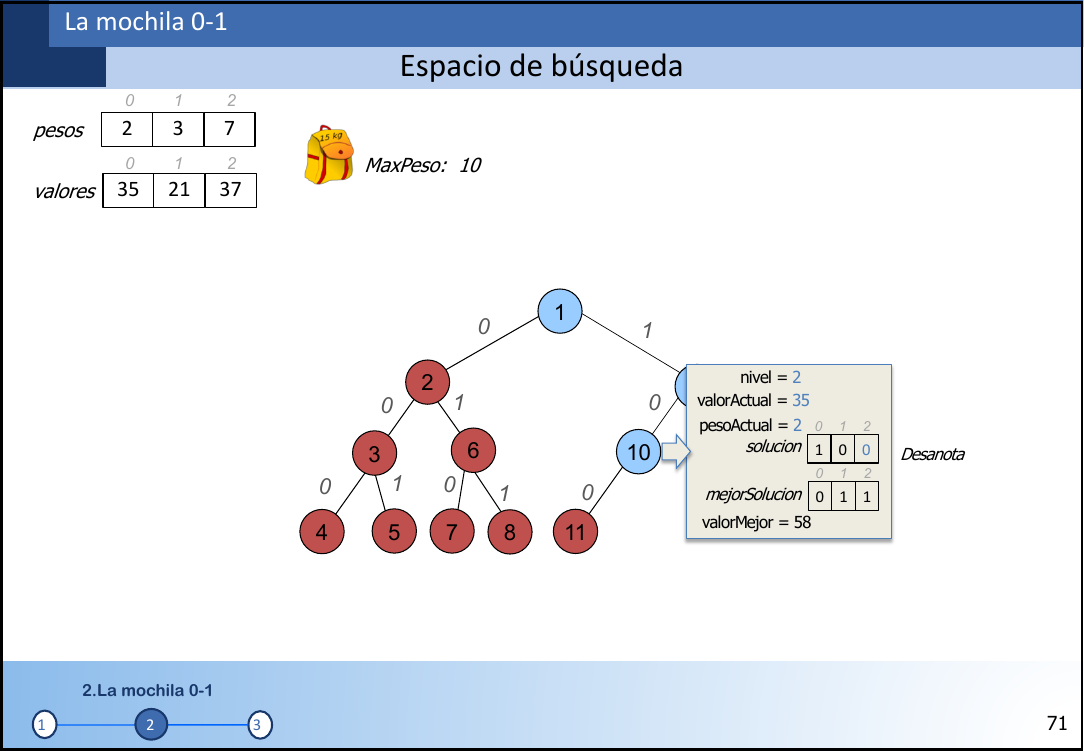 La mochila 0-1
Espacio de búsqueda
0 1 2
pesos 2 3 7
0 1 2
valores 35 21 37
15 kg
MaxPeso: 10
1
0 1
2
0 1 0
3 6 10
0 1 0 1 0
4 5 7 8 11
nivel = 2
valorActual = 35
pesoActual = 2
0 1 2
solucion 1 0 0
Desanota
0 1 2
mejorSolucion 0 1 1
valorMejor = 58
2.La mochila 0-1
1 2 3
71